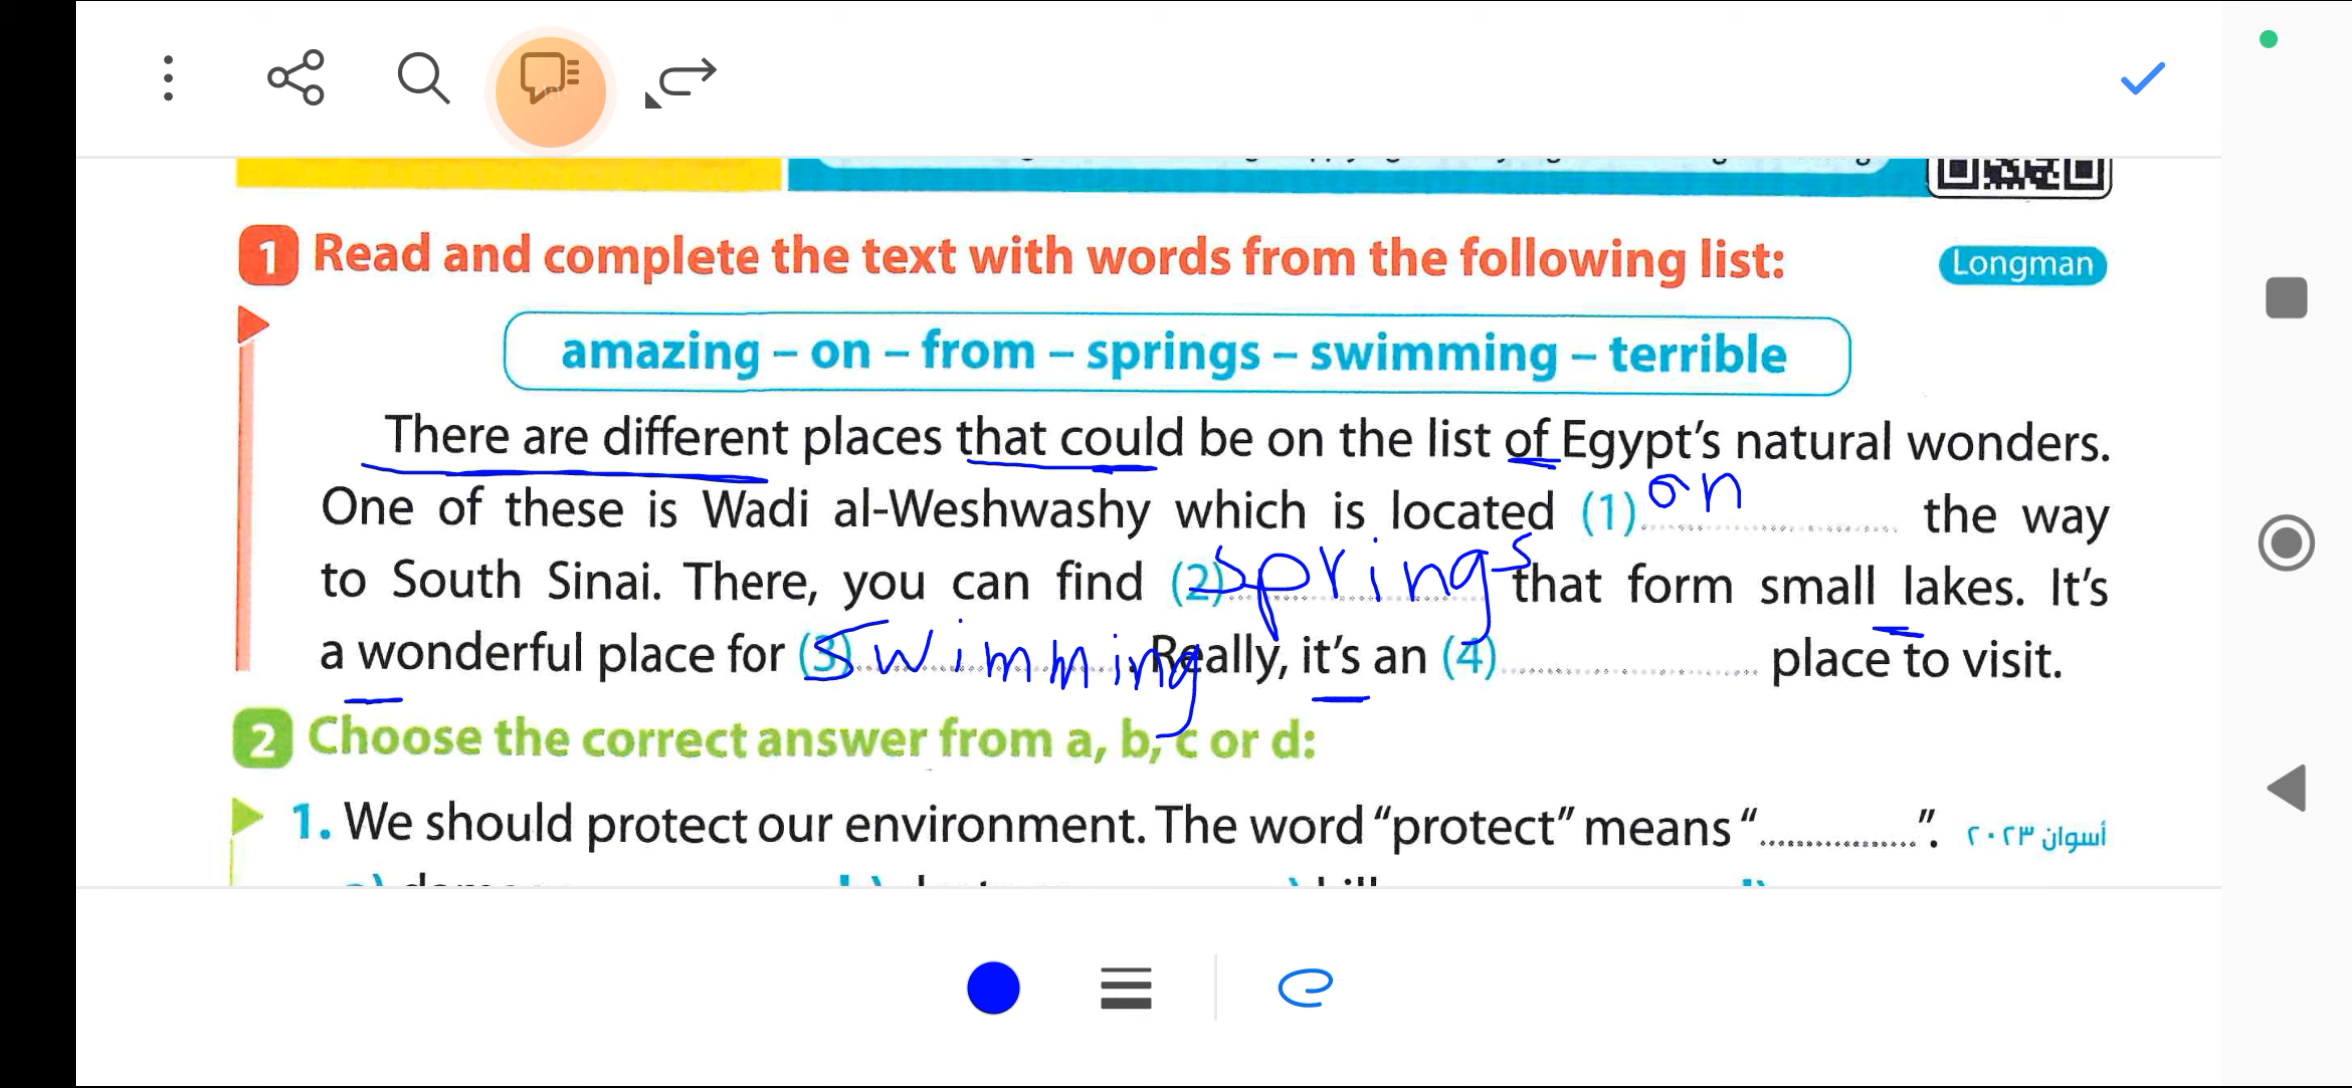 1 Read and complete the text with words from the following list:
Longman
amazing – on – from – springs – swimming – terrible
There are different places that could be on the list of Egypt's natural wonders.
One of these is Wadi al-Weshwashy which is located (1) on the way
to South Sinai. There, you can find (2) springs that form small lakes. It's
a wonderful place for (3) swimming. Really, it's an (4) .................... place to visit.
2 Choose the correct answer from a, b, c or d:
1. We should protect our environment. The word "protect" means "................". أسوان ٢٠٢٣